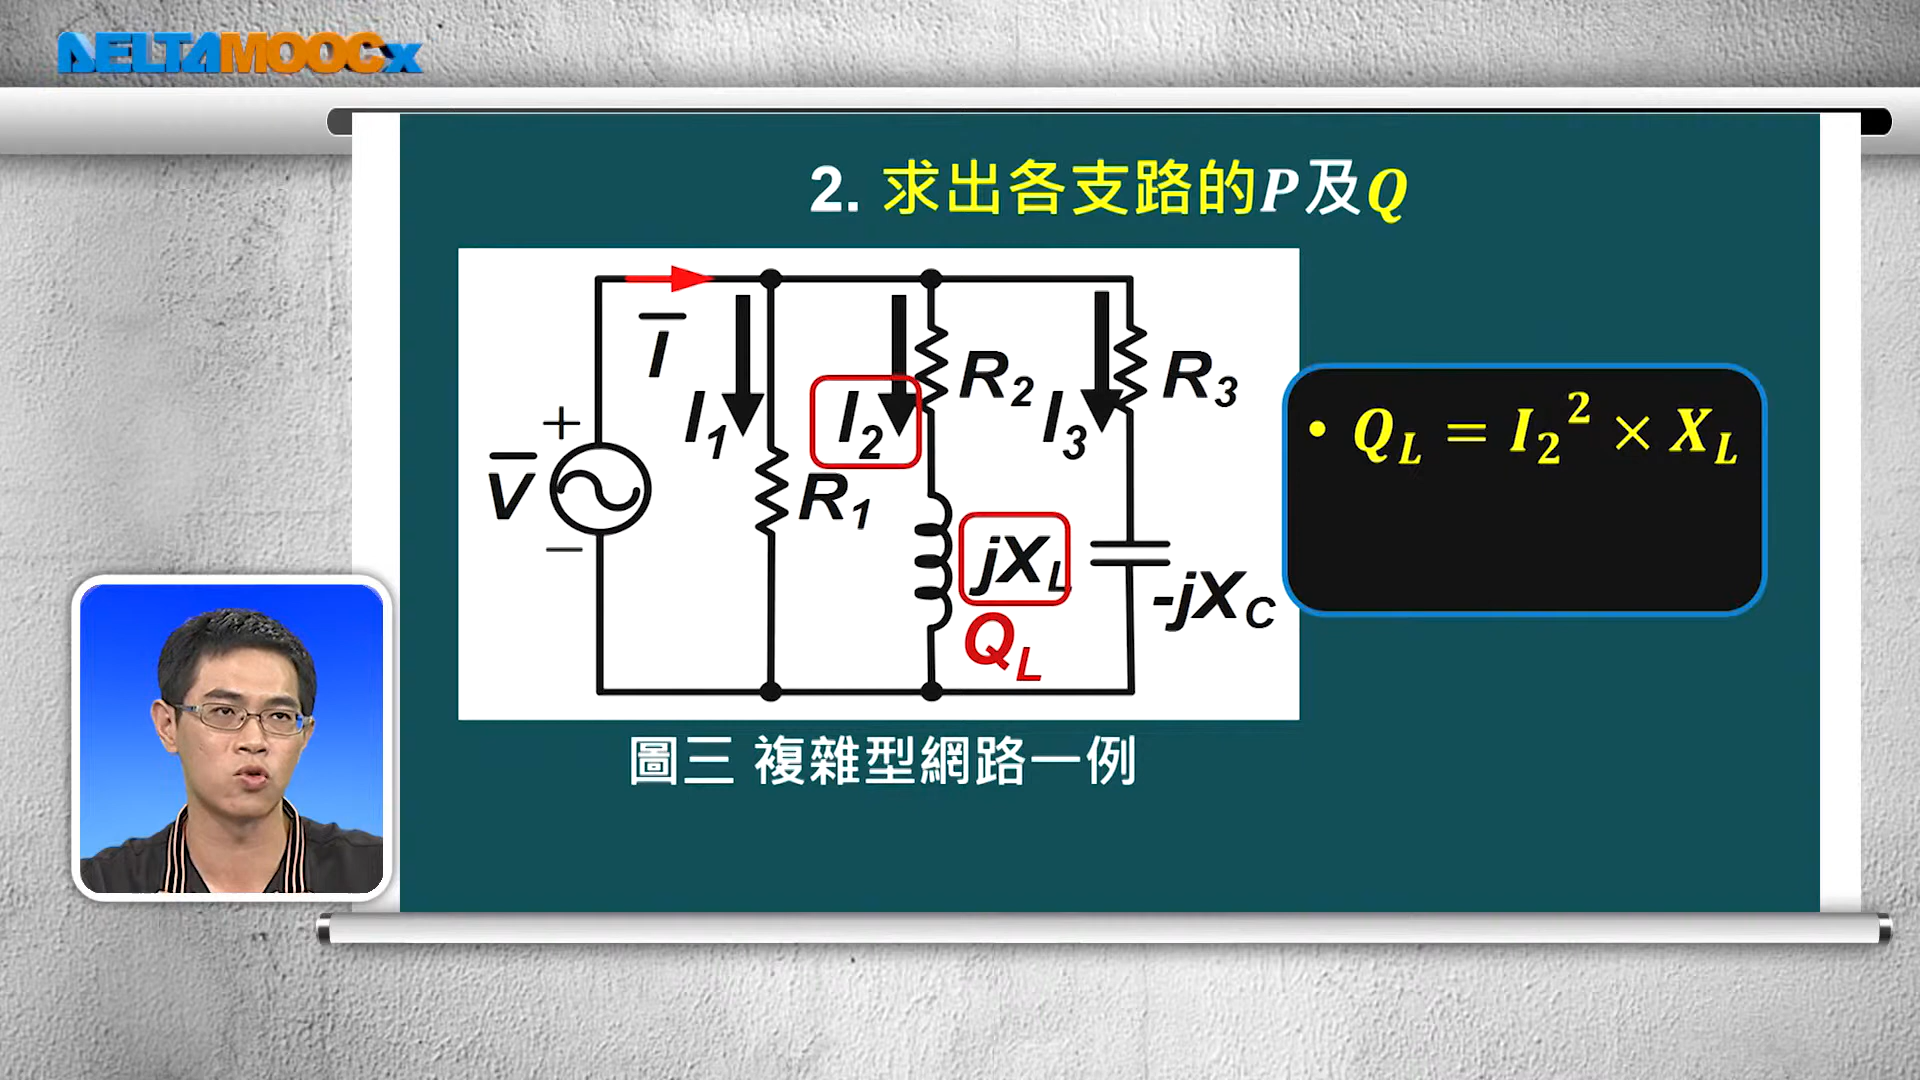 DELTAMOOCx
2. 求出各支路的P及Q
I
I1
I2
I3
R2
R3
+
V
−
R1
jXL
-jXC
QL
• QL = I2² × XL
圖三 複雜型網路一例